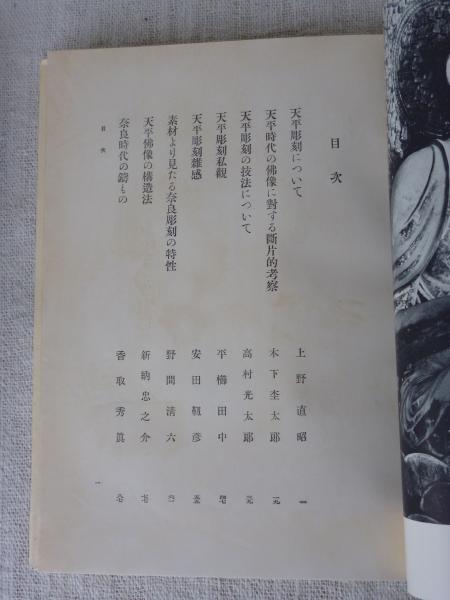 目次
天平彫刻について 上野直昭
天平時代の佛像に對する斷片的考察 木下杢太郎
天平彫刻の技法について 高村光太郎
天平彫刻私觀 平櫛田中
天平彫刻雜感 安田靫彦
素材より見たる奈良彫刻の特性 野間淸六
天平佛像の構造法 新納忠之介
奈良時代の鑄もの 香取秀眞
目次
一